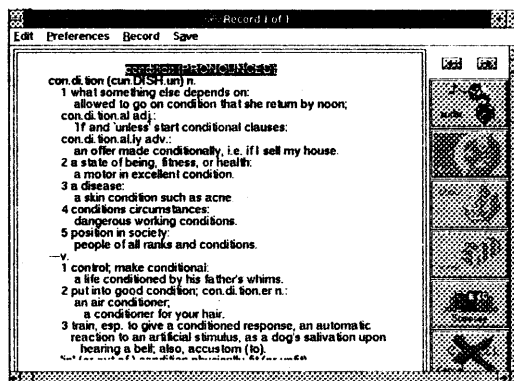 Record 1 of 1
Edit Preferences Record Save
condition (PRONOUNCED)
con.di.tion (cun.DISH.un) n.
1 what something else depends on:
allowed to go on condition that she return by noon;
con.di.tion.al adj.:
'If and `unless' start conditional clauses:
con.di.tion.al.ly adv.:
an offer made conditionally, i.e. if I sell my house.
2 a state of being, fitness, or health:
a motor in excellent condition.
3 a disease:
a skin condition such as acne
4 conditions circumstances:
dangerous working conditions.
5 position in society:
people of all ranks and conditions.
—v.
1 control; make conditional:
a life conditioned by his father's whims.
2 put into good condition; con.di.tion.er n.:
an air conditioner;
a conditioner for your hair.
3 train, esp. to give a conditioned response, an automatic
reaction to an artificial stimulus, as a dog's salivation upon
hearing a bell; also, accustom (to).